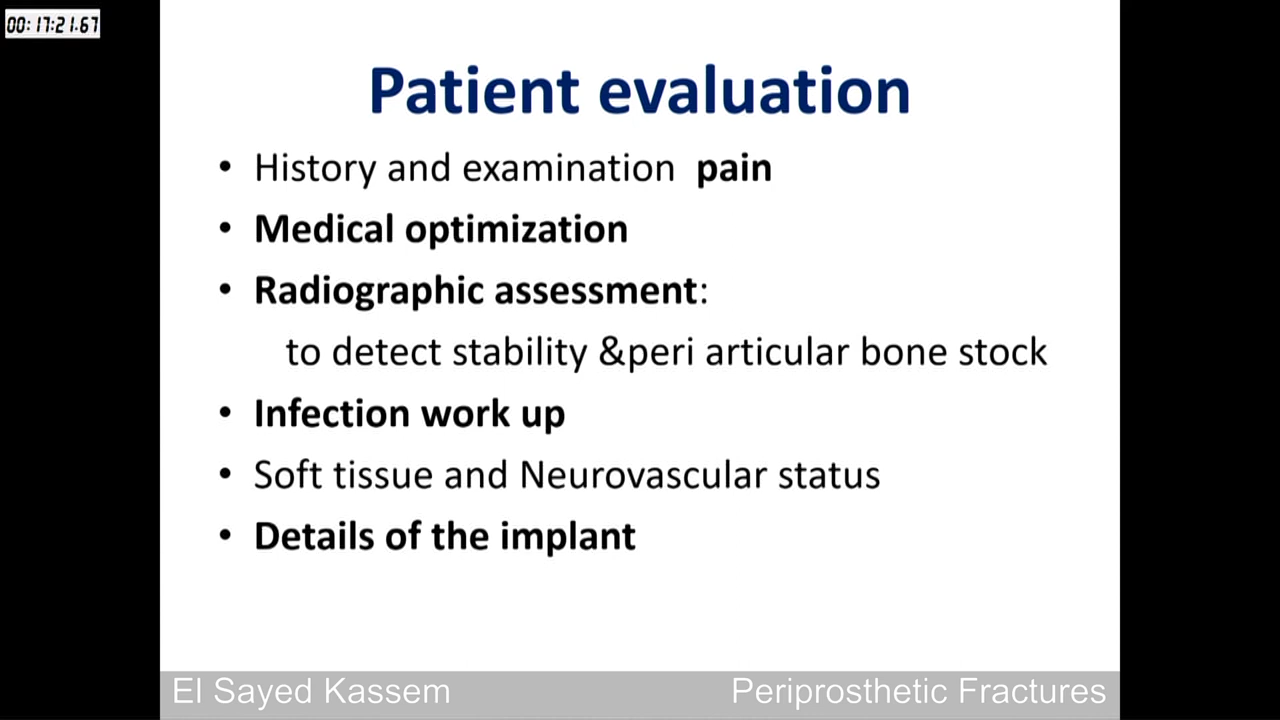 00:17:21.67
Patient evaluation
• History and examination pain
• Medical optimization
• Radiographic assessment:
to detect stability &peri articular bone stock
• Infection work up
• Soft tissue and Neurovascular status
• Details of the implant
El Sayed Kassem
Periprosthetic Fractures